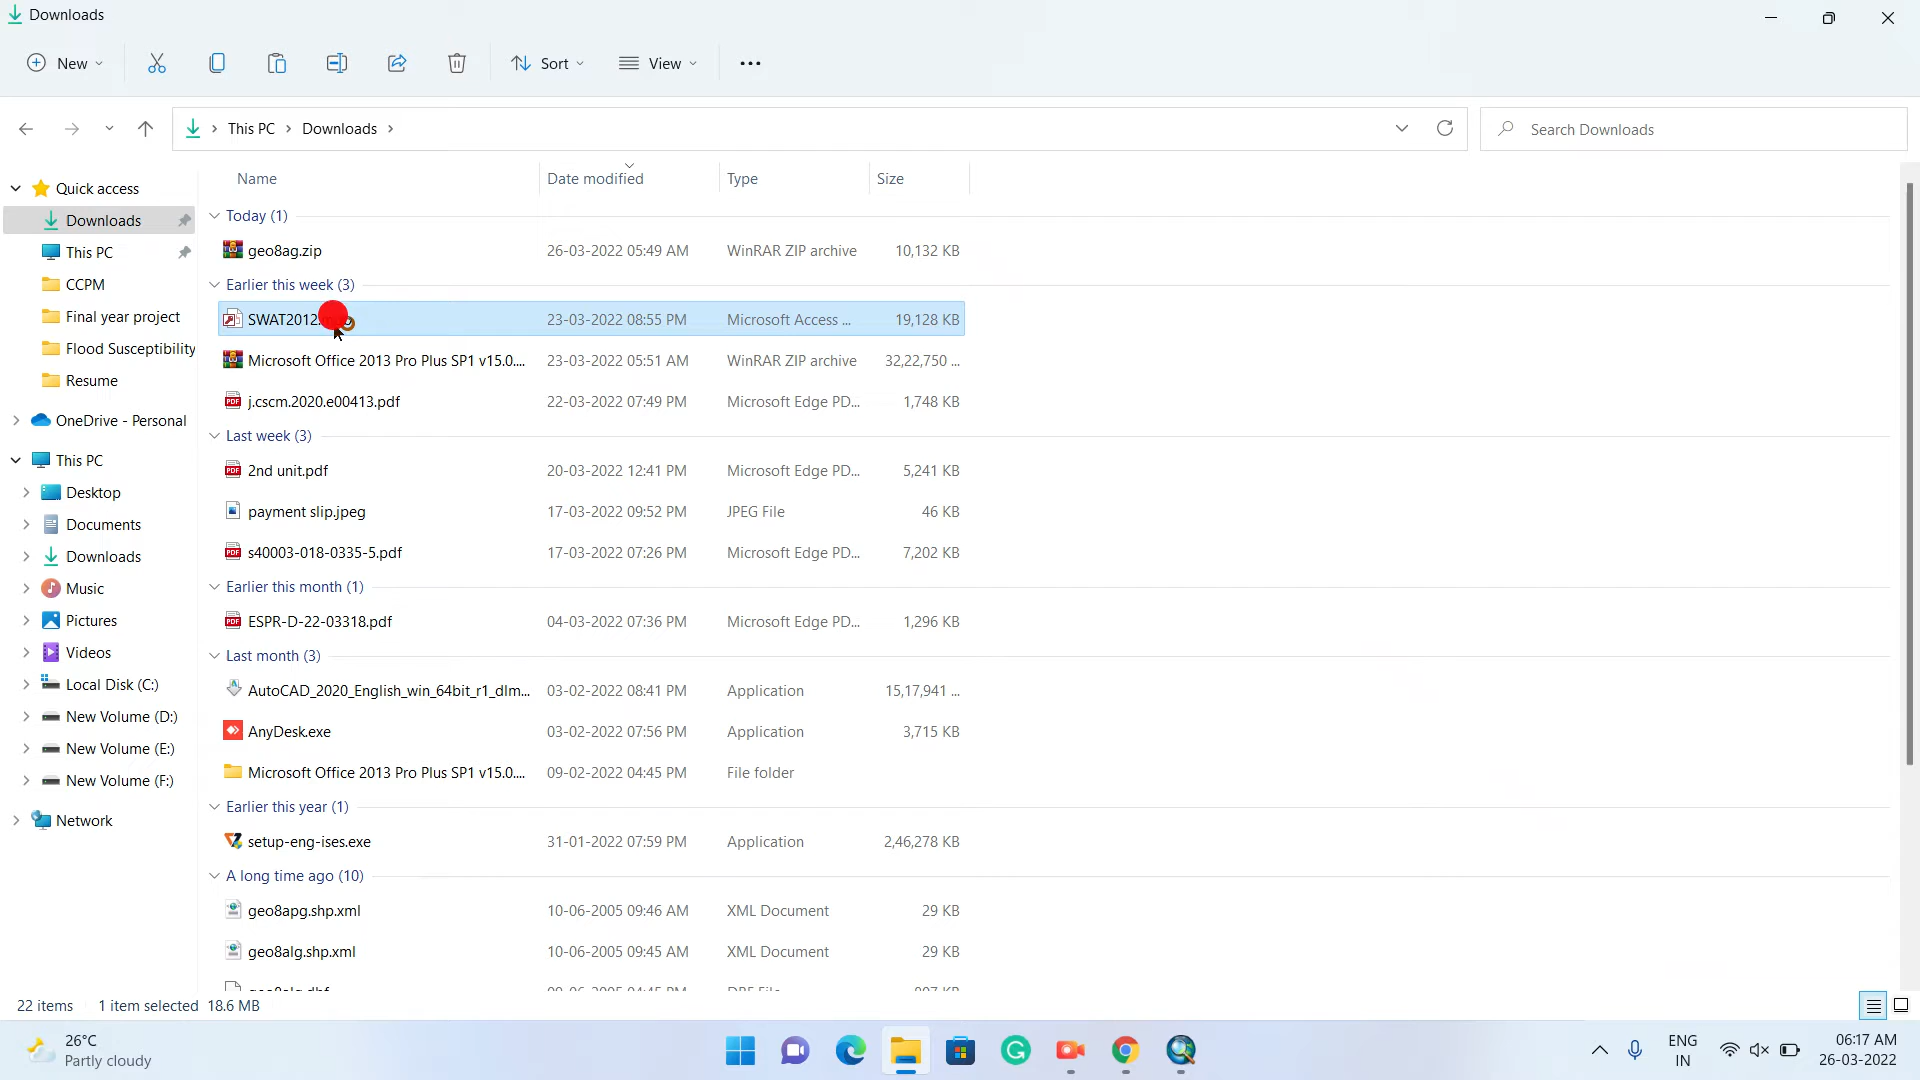 Downloads
New
Sort
View
This PC
Downloads
Search Downloads
Name
Date modified
Type
Size
Quick access
Downloads
This PC
CCPM
Final year project
Flood Susceptibility
Resume
OneDrive - Personal
This PC
Desktop
Documents
Downloads
Music
Pictures
Videos
Local Disk (C:)
New Volume (D:)
New Volume (E:)
New Volume (F:)
Network
Today (1)
geo8ag.zip 26-03-2022 05:49 AM WinRAR ZIP archive 10,132 KB
Earlier this week (3)
SWAT2012 23-03-2022 08:55 PM Microsoft Access ... 19,128 KB
Microsoft Office 2013 Pro Plus SP1 v15.0.... 23-03-2022 05:51 AM WinRAR ZIP archive 32,22,750 ...
j.cscm.2020.e00413.pdf 22-03-2022 07:49 PM Microsoft Edge PD... 1,748 KB
Last week (3)
2nd unit.pdf 20-03-2022 12:41 PM Microsoft Edge PD... 5,241 KB
payment slip.jpeg 17-03-2022 09:52 PM JPEG File 46 KB
s40003-018-0335-5.pdf 17-03-2022 07:26 PM Microsoft Edge PD... 7,202 KB
Earlier this month (1)
ESPR-D-22-03318.pdf 04-03-2022 07:36 PM Microsoft Edge PD... 1,296 KB
Last month (3)
AutoCAD_2020_English_win_64bit_r1_dlm... 03-02-2022 08:41 PM Application 15,17,941 ...
AnyDesk.exe 03-02-2022 07:56 PM Application 3,715 KB
Microsoft Office 2013 Pro Plus SP1 v15.0.... 09-02-2022 04:45 PM File folder
Earlier this year (1)
setup-eng-ises.exe 31-01-2022 07:59 PM Application 2,46,278 KB
A long time ago (10)
geo8apg.shp.xml 10-06-2005 09:46 AM XML Document 29 KB
geo8alg.shp.xml 10-06-2005 09:45 AM XML Document 29 KB
22 items 1 item selected 18.6 MB
26°C
Partly cloudy
ENG
IN
06:17 AM
26-03-2022